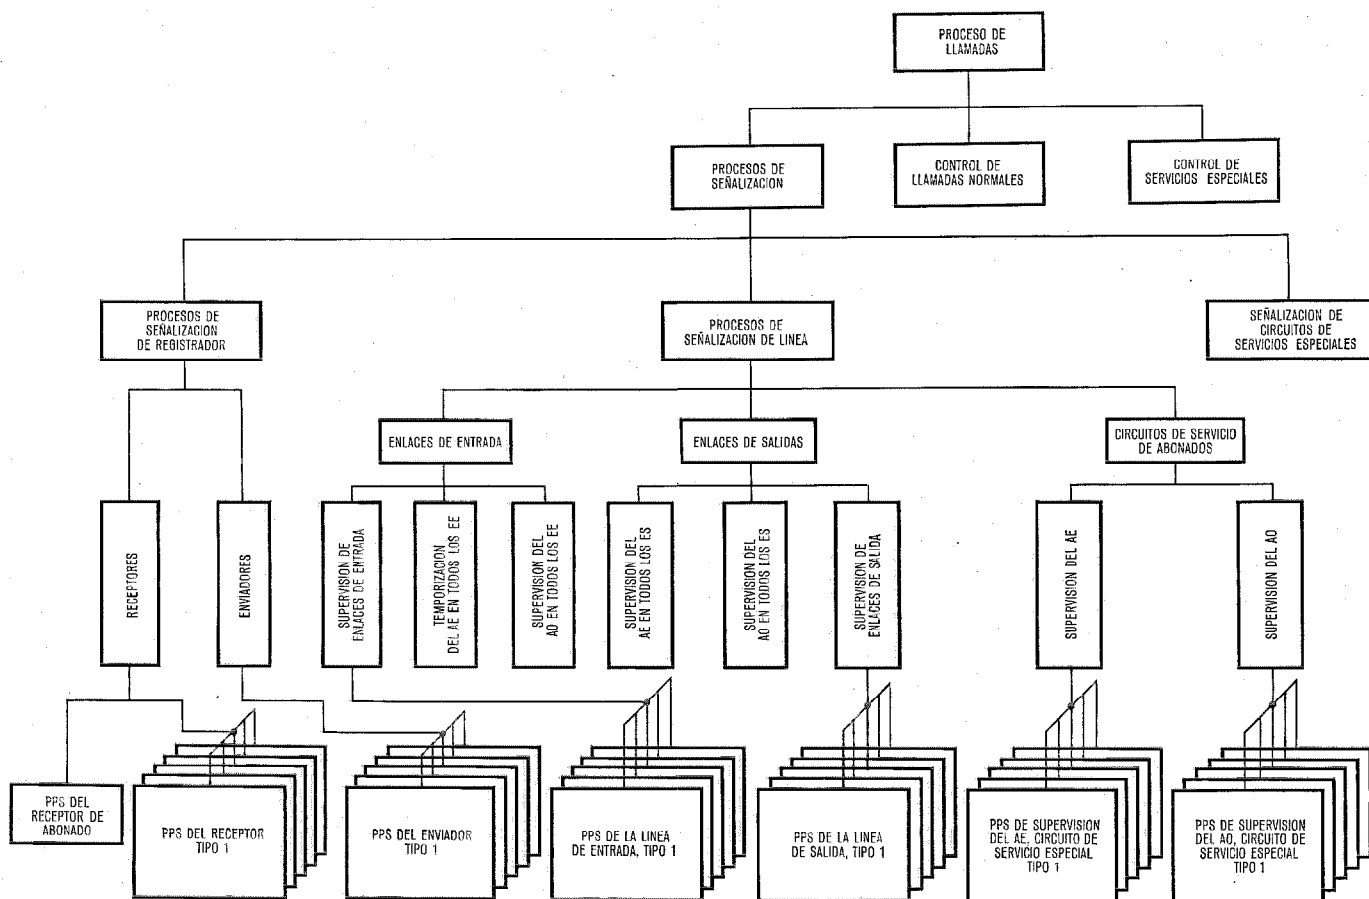 PROCESO DE
LLAMADAS
PROCESOS DE
SEÑALIZACION
CONTROL DE
LLAMADAS NORMALES
CONTROL DE
SERVICIOS ESPECIALES
PROCESOS DE
SEÑALIZACION
DE REGISTRADOR
PROCESOS DE
SEÑALIZACION DE LINEA
SEÑALIZACION DE
CIRCUITOS DE
SERVICIOS ESPECIALES
ENLACES DE ENTRADA
ENLACES DE SALIDAS
CIRCUITOS DE SERVICIO
DE ABONADOS
RECEPTORES
ENVIADORES
SUPERVISION DE
ENLACES DE ENTRADA
TEMPORIZACION
DEL AE EN TODOS LOS EE
SUPERVISION DEL
AO EN TODOS LOS EE
SUPERVISION DEL
AE EN TODOS LOS ES
SUPERVISION DEL
AO EN TODOS LOS ES
SUPERVISION DE
ENLACES DE SALIDA
SUPERVISION DEL AE
SUPERVISION DEL AO
PPS DEL
RECEPTOR DE
ABONADO
PPS DEL RECEPTOR
TIPO 1
PPS DEL ENVIADOR
TIPO 1
PPS DE LA LINEA
DE ENTRADA, TIPO 1
PPS DE LA LINEA
DE SALIDA, TIPO 1
PPS DE SUPERVISION
DEL AE, CIRCUITO DE
SERVICIO ESPECIAL
TIPO 1
PPS DE SUPERVISION
DEL AO, CIRCUITO DE
SERVICIO ESPECIAL
TIPO 1